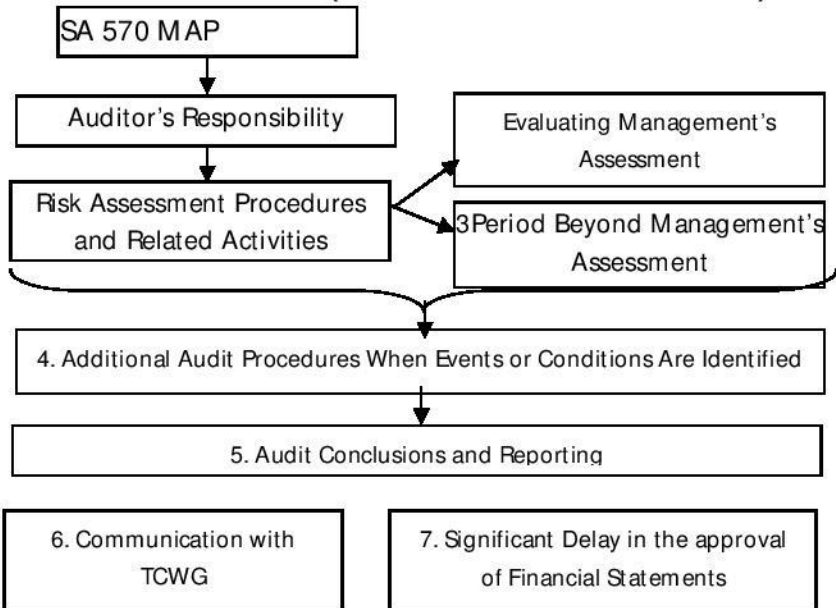 SA 570 MAP
Auditor's Responsibility
Risk Assessment Procedures
and Related Activities
Evaluating Management's
Assessment
3Period Beyond Management's
Assessment
4. Additional Audit Procedures When Events or Conditions Are Identified
5. Audit Conclusions and Reporting
6. Communication with
TCWG
7. Significant Delay in the approval
of Financial Statements